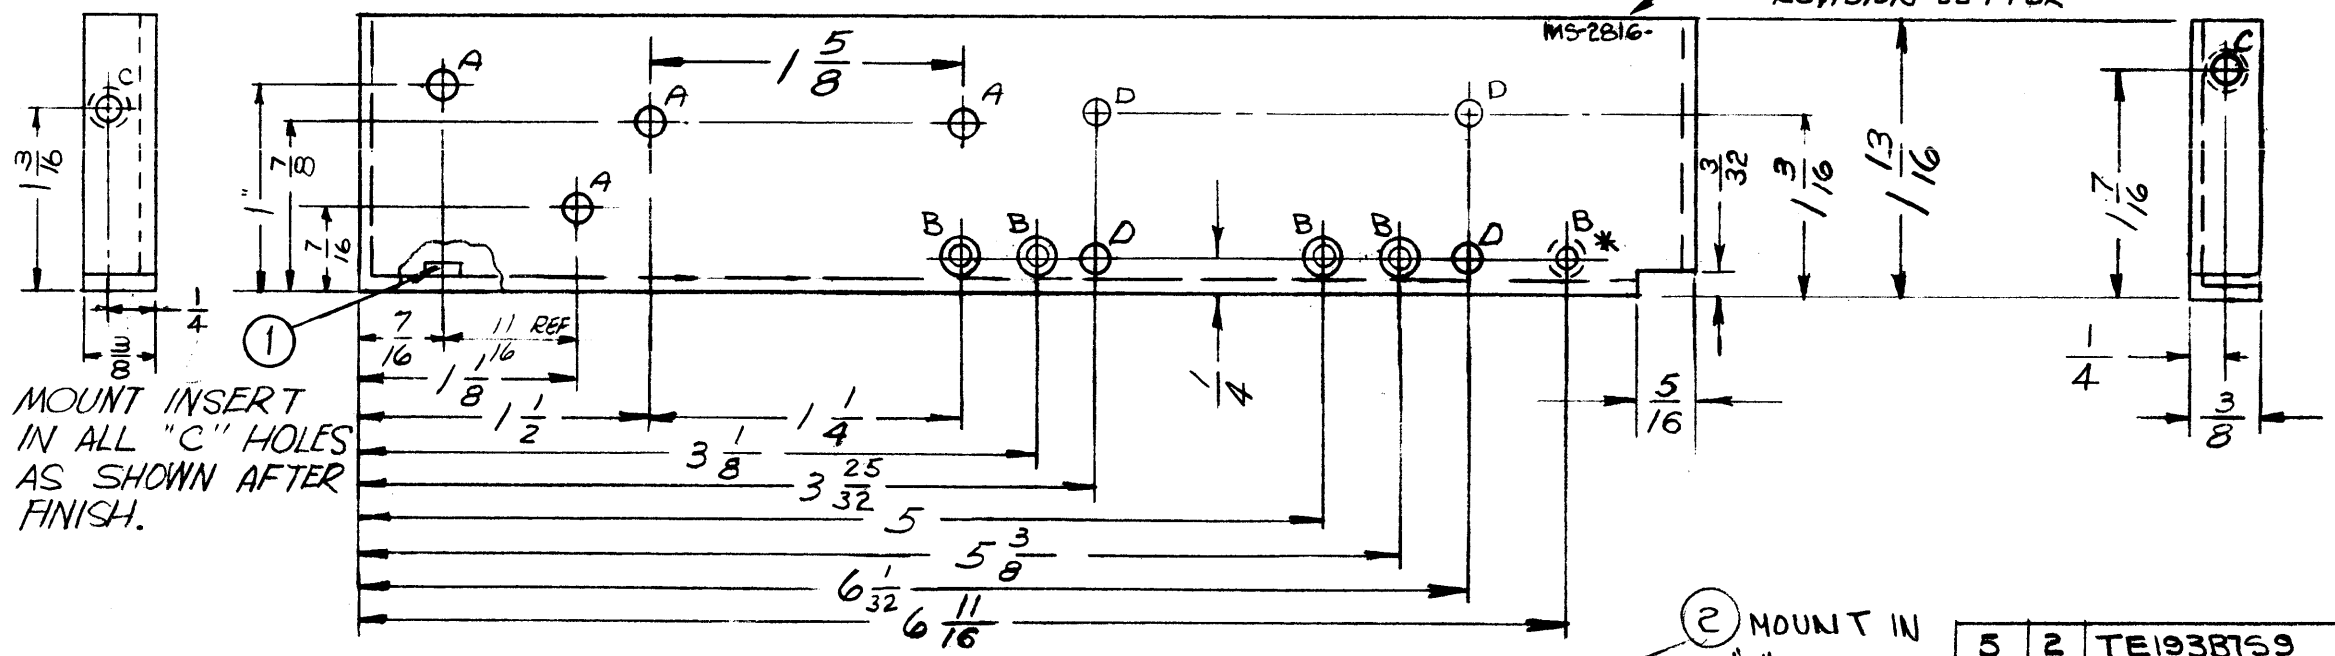 MS-2816-
C
1 3/16
1/4
3/8
A
A
A
A
1 5/8
1"
7/8
7/16
D
D
B
B
D
B
B
D
B *
3/32
1 3/16
1 13/16
C
1 7/16
1/4
3/8
1
7/16
11/16 REF
1 1/8
1 1/2
1 1/4
3 1/8
3 25/32
5
5 3/8
6 1/32
6 11/16
1/4
5/16
MOUNT INSERT
IN ALL "C" HOLES
AS SHOWN AFTER
FINISH.
2 MOUNT IN
5 2 TE193B7S9